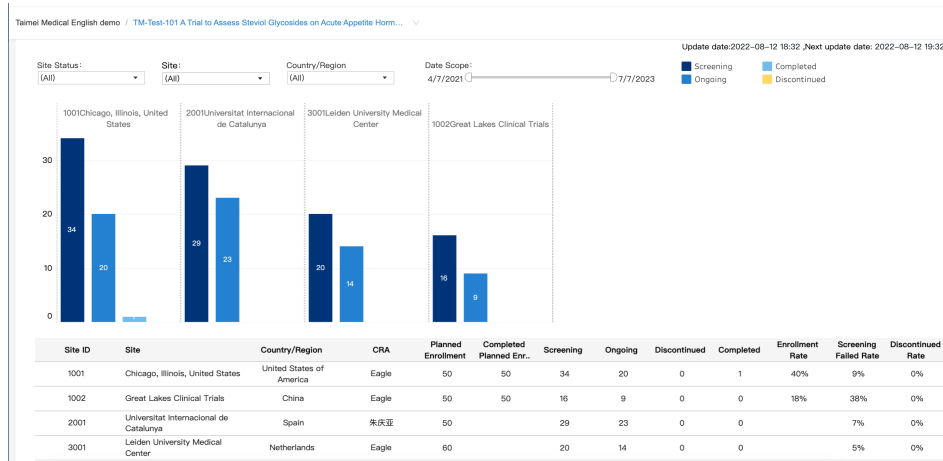 Taimei Medical English demo / TM-Test-101 A Trial to Assess Steviol Glycosides on Acute Appetite Horm...
Update date:2022-08-12 18:32 ,Next update date: 2022-08-12 19:32
Site Status: Site: Country/Region Date Scope:
(All) (All) (All) 4/7/2021 7/7/2023
Screening Completed
Ongoing Discontinued
1001Chicago, Illinois, United States
2001Universitat Internacional de Catalunya
3001Leiden University Medical Center
1002Great Lakes Clinical Trials
30
20
10
0
34 20
29 23
20 14
16 9
Site ID Site Country/Region CRA Planned Enrollment Completed Planned Enr.. Screening Ongoing Discontinued Completed Enrollment Rate Screening Failed Rate Discontinued Rate
1001 Chicago, Illinois, United States United States of America Eagle 50 50 34 20 0 1 40% 9% 0%
1002 Great Lakes Clinical Trials China Eagle 50 50 16 9 0 0 18% 38% 0%
2001 Universitat Internacional de Catalunya Spain 朱庆亚 50 29 23 0 0 7% 0%
3001 Leiden University Medical Center Netherlands Eagle 60 20 14 0 0 5% 0%